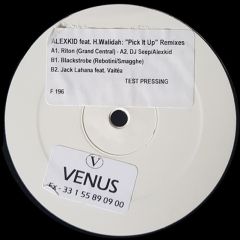 ALEXKID feat. H.Walidah: "Pick It Up" Remixes
A1. Riton (Grand Central) - A2. DJ Seep/Alexkid
B1. Blackstrobe (Rebotini/Smagghe)
B2. Jack Lahana feat. Vaitéa
TEST PRESSING
F 196
V
VENUS
33 1 55 89 09 00